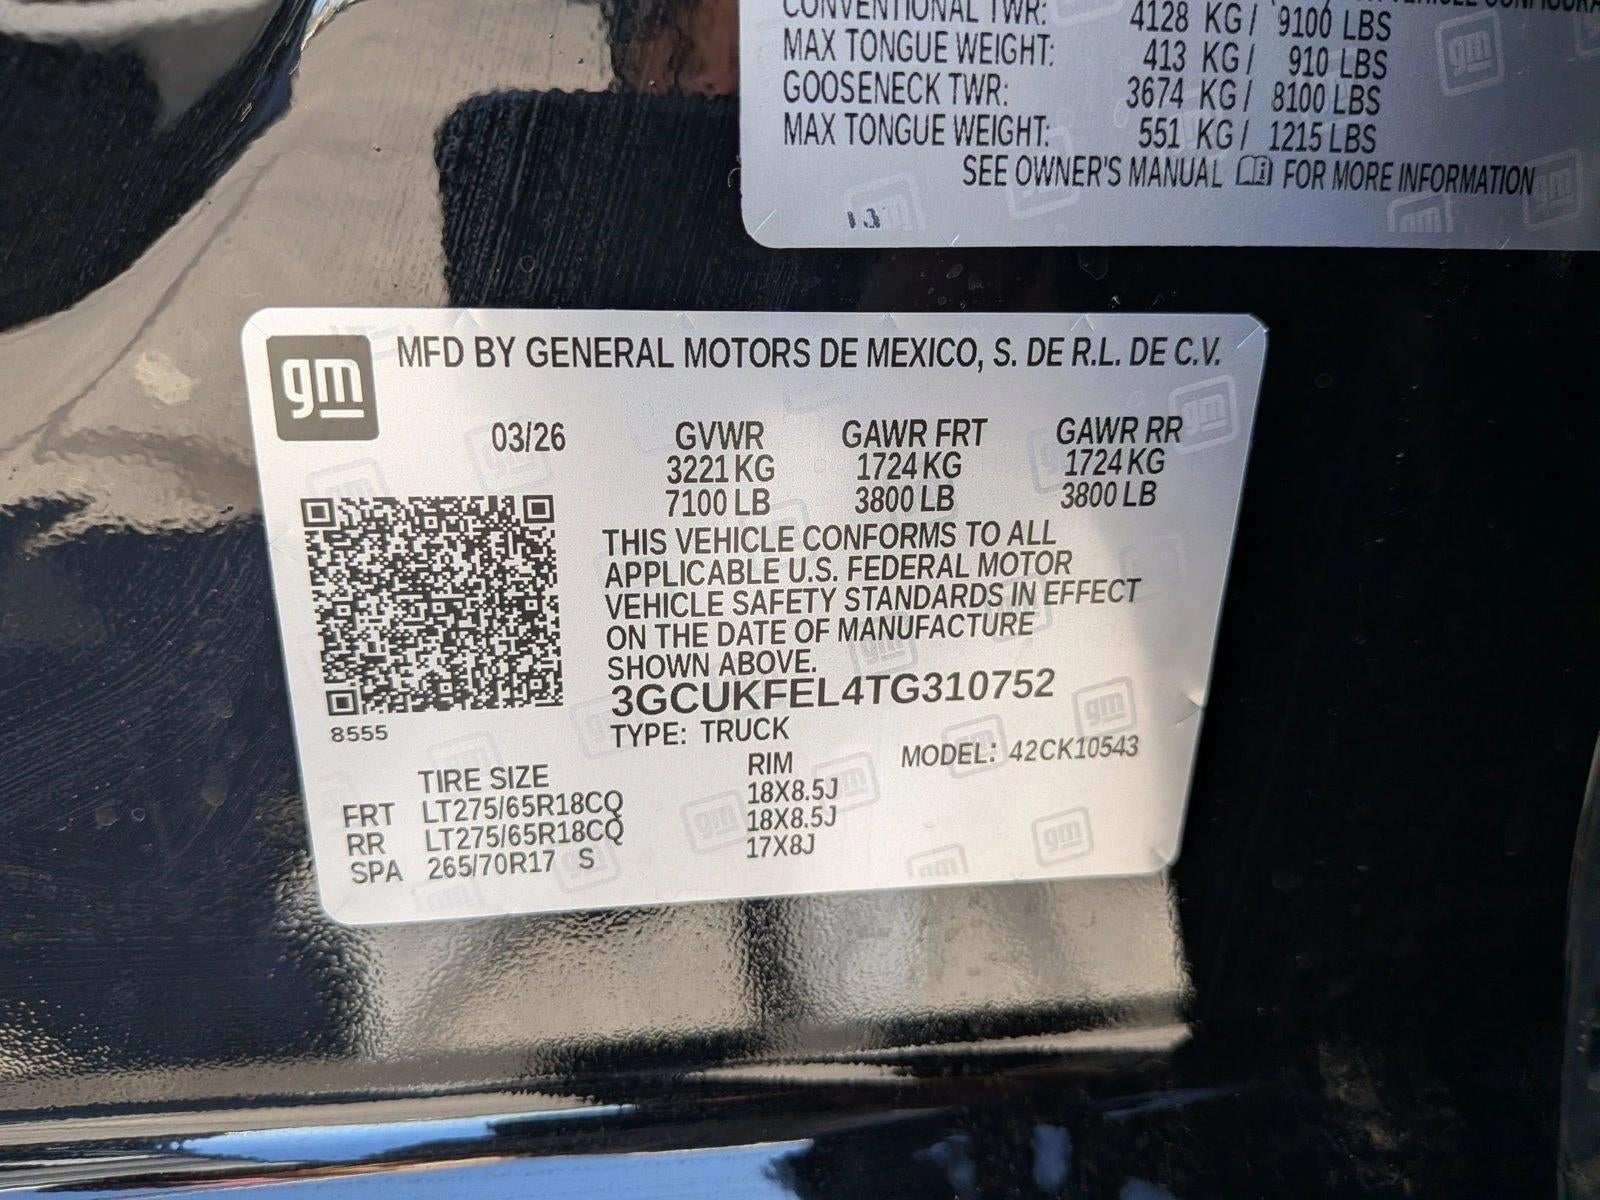 CONVENTIONAL TWR: 4128 KG / 9100 LBS
MAX TONGUE WEIGHT: 413 KG / 910 LBS
GOOSENECK TWR: 3674 KG / 8100 LBS
MAX TONGUE WEIGHT: 551 KG / 1215 LBS
SEE OWNER'S MANUAL FOR MORE INFORMATION
gm MFD BY GENERAL MOTORS DE MEXICO, S. DE R.L. DE C.V.
03/26 GVWR GAWR FRT GAWR RR
3221 KG 1724 KG 1724 KG
7100 LB 3800 LB 3800 LB
THIS VEHICLE CONFORMS TO ALL
APPLICABLE U.S. FEDERAL MOTOR
VEHICLE SAFETY STANDARDS IN EFFECT
ON THE DATE OF MANUFACTURE
SHOWN ABOVE.
3GCUKFEL4TG310752
8555
TYPE: TRUCK
MODEL: 42CK10543
TIRE SIZE RIM
FRT LT275/65R18CQ 18X8.5J
RR LT275/65R18CQ 18X8.5J
SPA 265/70R17 S 17X8J